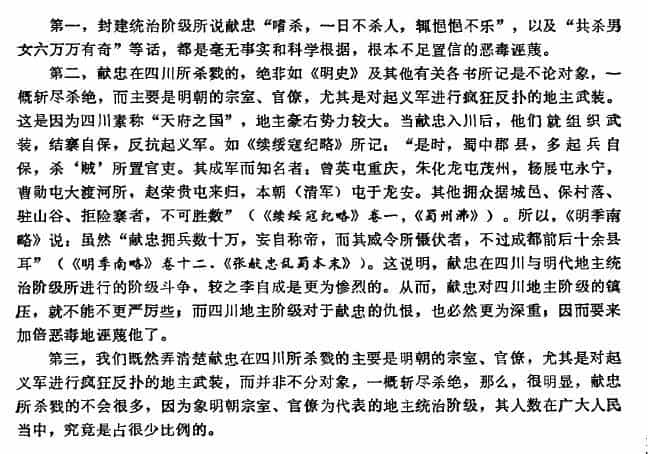 第一，封建统治阶级所说献忠“嗜杀，一日不杀人，辄悒悒不乐”，以及“共杀男
女六万万有奇”等话，都是毫无事实和科学根据，根本不足置信的恶毒诬蔑。
第二，献忠在四川所杀戮的，绝非如《明史》及其他有关各书所记是不论对象，一
概斩尽杀绝，而主要是明朝的宗室、官僚，尤其是对起义军进行疯狂反扑的地主武装。
这是因为四川素称“天府之国”，地主豪右势力较大。当献忠入川后，他们就组织武
装，结寨自保，反抗起义军。如《续绥寇纪略》所记：“是时，蜀中郡县，多起兵自
保，杀‘贼’所置官吏。其成军而知名者：曾英屯重庆，朱化龙屯茂州，杨展屯永宁，
曹勋屯大渡河所，赵荣贵屯来归，本朝（清军）屯于龙安。其他拥众据城邑、保村落、
驻山谷、拒险寨者，不可胜数”（《续绥寇纪略》卷一，《蜀州沸》）。所以，《明季南
略》说：虽然“献忠拥兵数十万，妄自称帝，而其威令所慑伏者，不过成都前后十余县
耳”（《明季南略》卷十二．《张献忠乱蜀本末》）。这说明，献忠在四川与明代地主统
治阶级所进行的阶级斗争，较之李自成是更为惨烈的。从而，献忠对四川地主阶级的镇
压，就不能不更严厉些；而四川地主阶级对于献忠的仇恨，也必然更为深重；因而要来
加倍恶毒地诬蔑他了。
第三，我们既然弄清楚献忠在四川所杀戮的主要是明朝的宗室、官僚，尤其是对起
义军进行疯狂反扑的地主武装，而并非不分对象，一概斩尽杀绝，那么，很明显，献忠
所杀戮的不会很多，因为象明朝宗室、官僚为代表的地主统治阶级，其人数在广大人民
当中，究竟是占很少比例的。